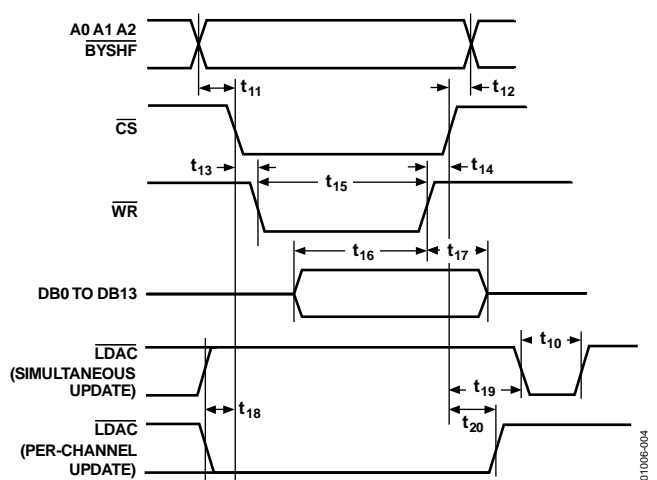 A0 A1 A2
BYSHF
t11
t12
CS
t13
t15
t14
WR
t16
t17
DB0 TO DB13
LDAC
(SIMULTANEOUS
UPDATE)
t10
t19
t18
t20
LDAC
(PER-CHANNEL
UPDATE)
01006-004